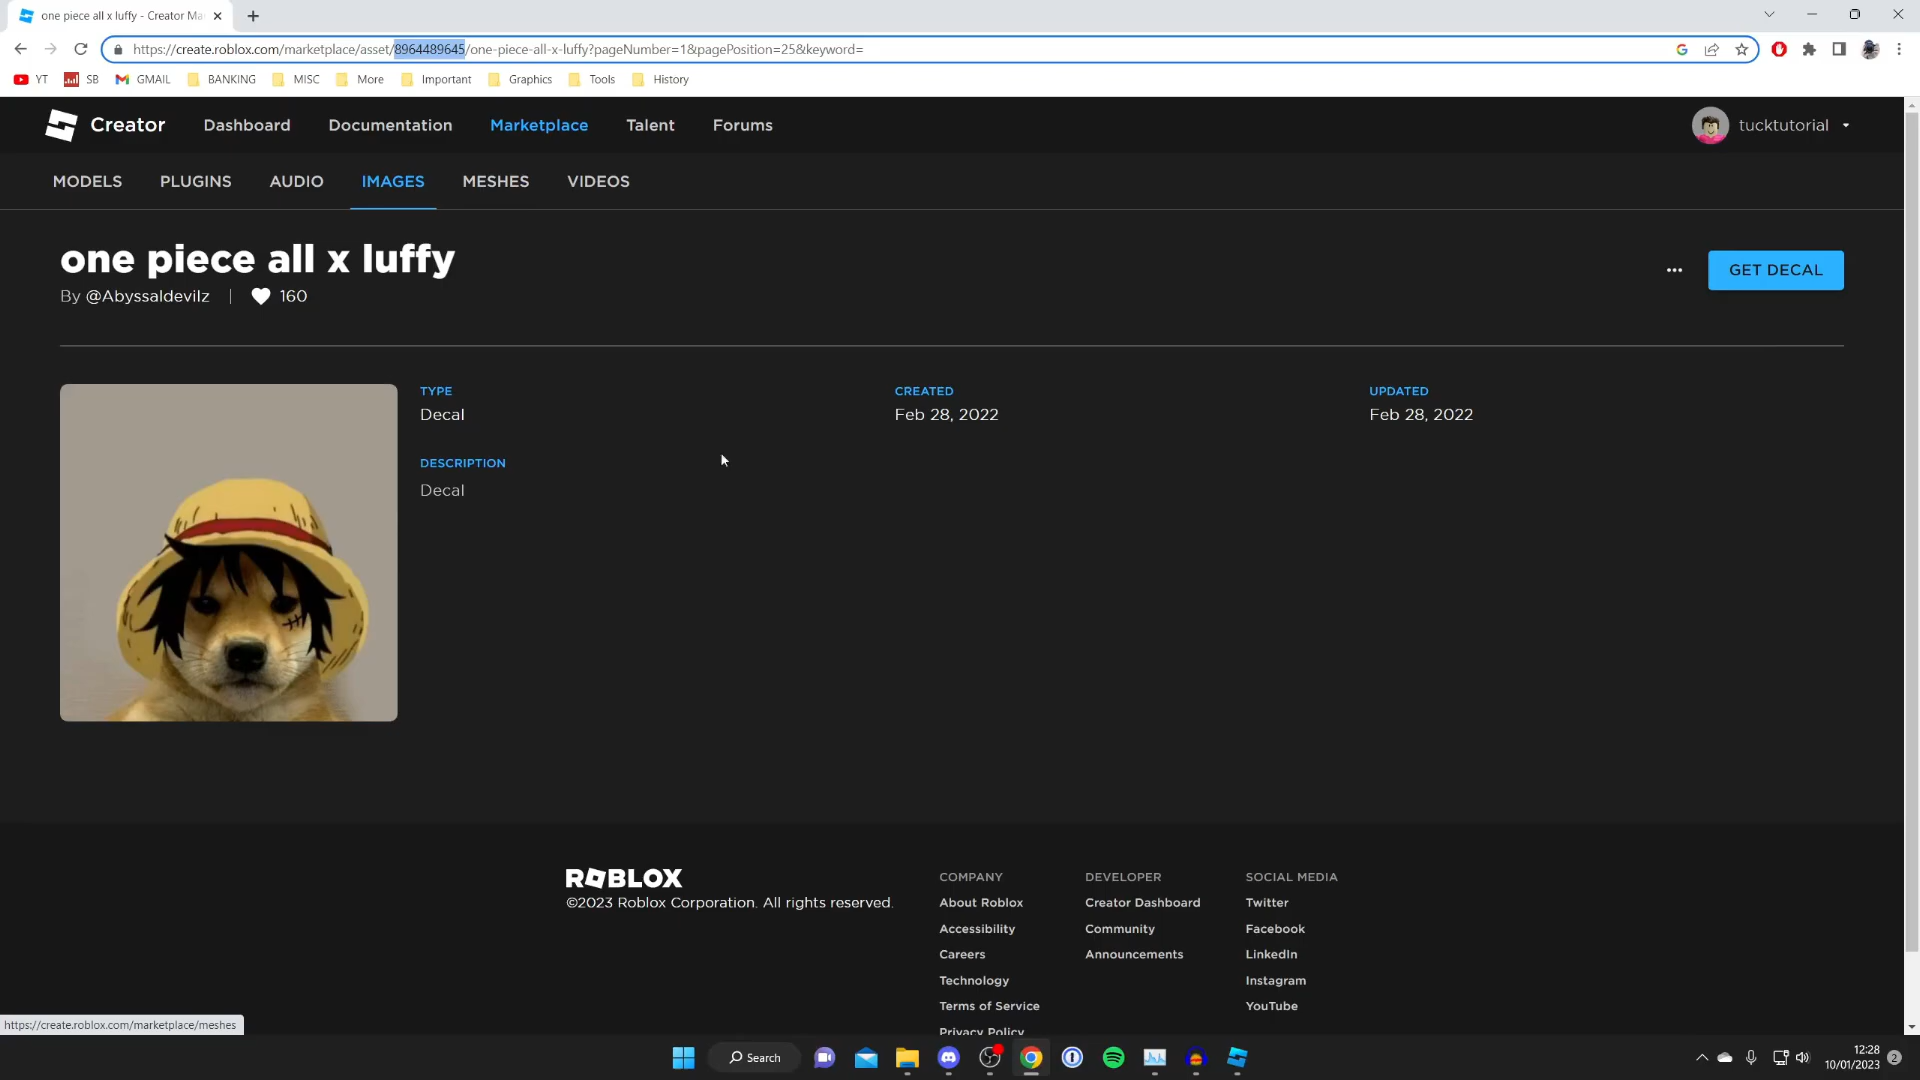 one piece all x luffy - Creator Ma
https://create.roblox.com/marketplace/asset/8964489645/one-piece-all-x-luffy?pageNumber=1&pagePosition=25&keyword=
YT SB GMAIL BANKING MISC More Important Graphics Tools History
Creator Dashboard Documentation Marketplace Talent Forums tucktutorial
MODELS PLUGINS AUDIO IMAGES MESHES VIDEOS
one piece all x luffy
GET DECAL
By @Abyssaldevilz | 160
TYPE CREATED UPDATED
Decal Feb 28, 2022 Feb 28, 2022
DESCRIPTION
Decal
ROBLOX
©2023 Roblox Corporation. All rights reserved.
COMPANY DEVELOPER SOCIAL MEDIA
About Roblox Creator Dashboard Twitter
Accessibility Community Facebook
Careers Announcements LinkedIn
Technology Instagram
Terms of Service YouTube
Privacy Policy
https://create.roblox.com/marketplace/meshes
Search
12:28
10/01/2023
2